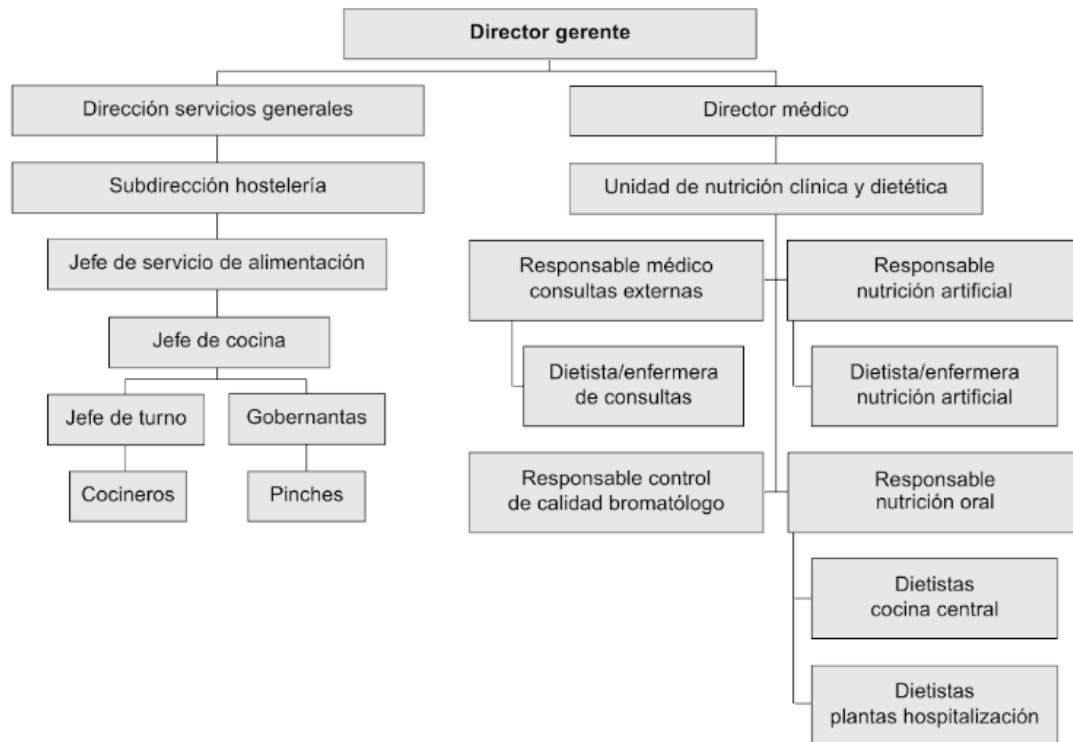 Director gerente
Dirección servicios generales
Director médico
Subdirección hostelería
Unidad de nutrición clínica y dietética
Jefe de servicio de alimentación
Responsable médico
consultas externas
Responsable
nutrición artificial
Jefe de cocina
Dietista/enfermera
de consultas
Dietista/enfermera
nutrición artificial
Jefe de turno
Gobernantas
Cocineros
Pinches
Responsable control
de calidad bromatólogo
Responsable
nutrición oral
Dietistas
cocina central
Dietistas
plantas hospitalización